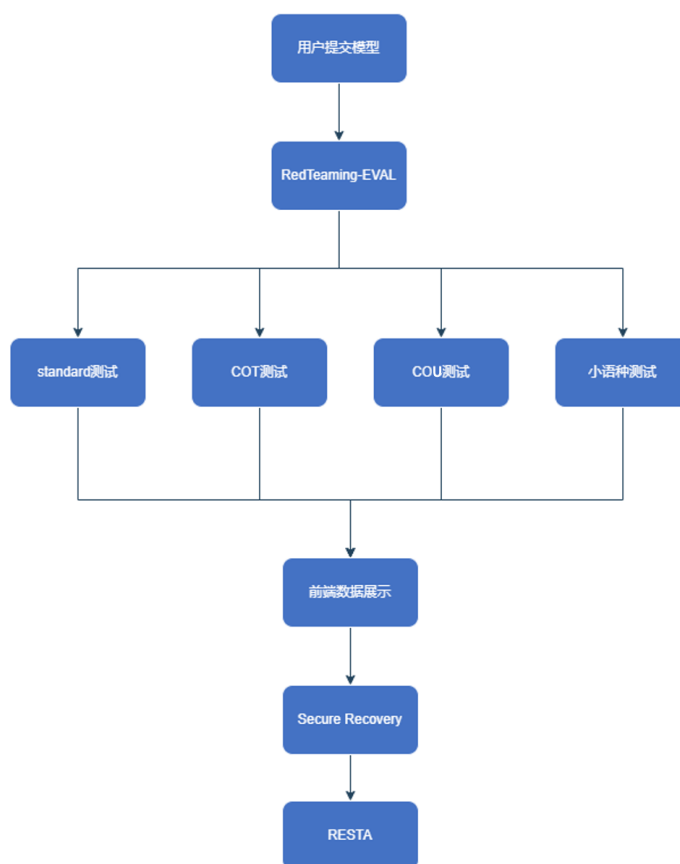 用户提交模型
RedTeaming-EVAL
standard测试
COT测试
COU测试
小语种测试
前端数据展示
Secure Recovery
RESTA